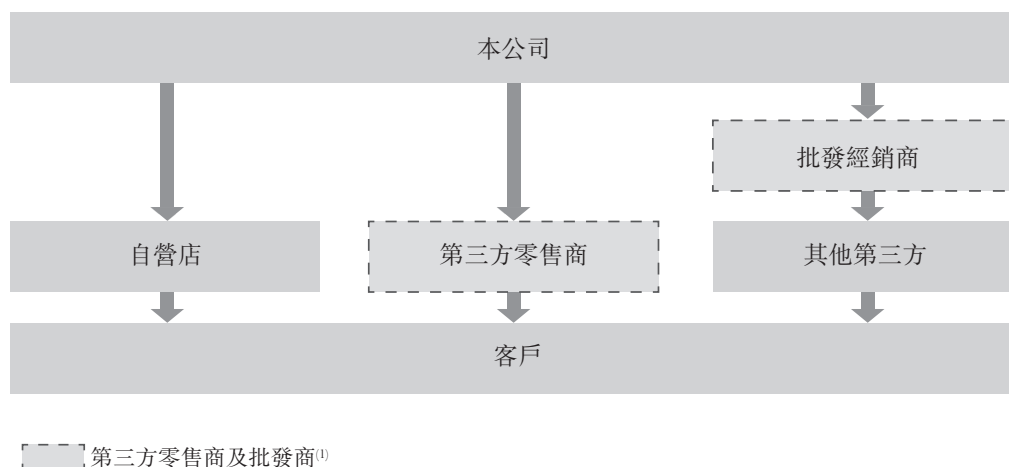 本公司
批發經銷商
自營店
第三方零售商
其他第三方
客戶
第三方零售商及批發商(1)